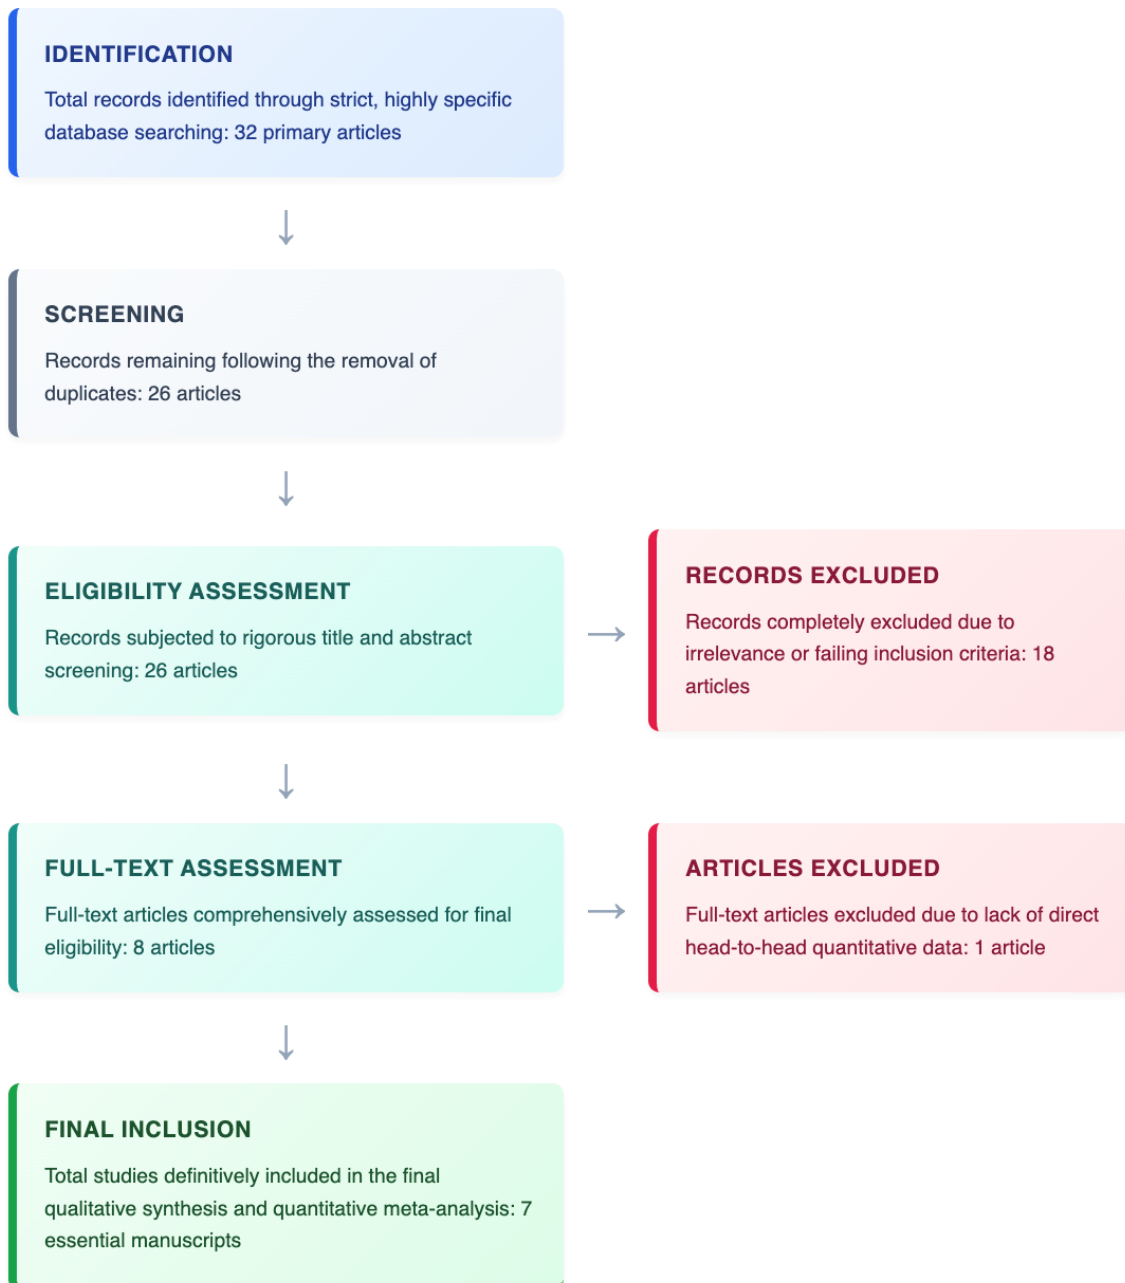 IDENTIFICATION
Total records identified through strict, highly specific
database searching: 32 primary articles
SCREENING
Records remaining following the removal of
duplicates: 26 articles
ELIGIBILITY ASSESSMENT
Records subjected to rigorous title and abstract
screening: 26 articles
RECORDS EXCLUDED
Records completely excluded due to
irrelevance or failing inclusion criteria: 18
articles
FULL-TEXT ASSESSMENT
Full-text articles comprehensively assessed for final
eligibility: 8 articles
ARTICLES EXCLUDED
Full-text articles excluded due to lack of direct
head-to-head quantitative data: 1 article
FINAL INCLUSION
Total studies definitively included in the final
qualitative synthesis and quantitative meta-analysis: 7
essential manuscripts